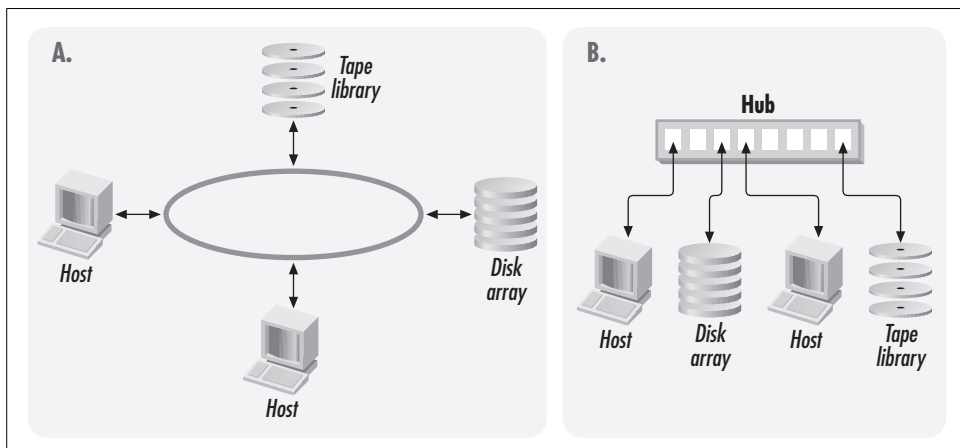 A.
Tape
library
Host
Disk
array
Host
B.
Hub
Host
Disk
array
Host
Tape
library